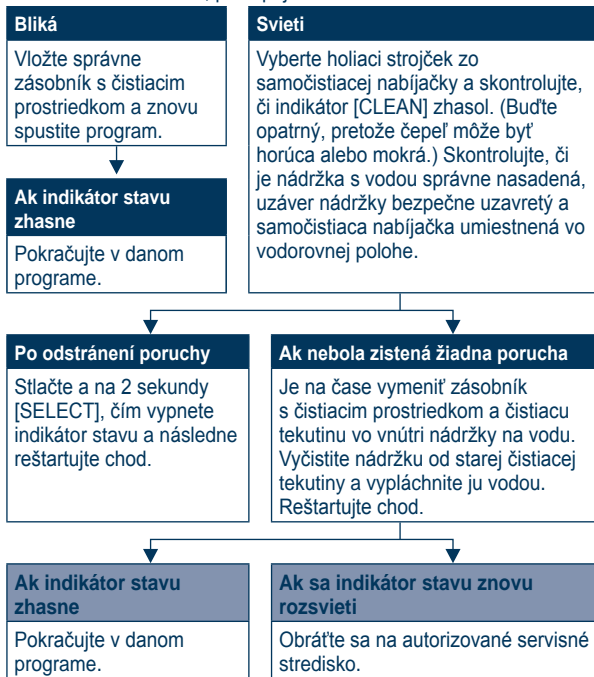 Bliká
Vložte správne
zásobník s čistiacim
prostriedkom a znovu
spustite program.
Ak indikátor stavu
zhasne
Pokračujte v danom
programe.
Svieti
Vyberte holiaci strojček zo
samočistiacej nabíjačky a skontrolujte,
či indikátor [CLEAN] zhasol. (Buďte
opatrný, pretože čepeľ môže byť
horúca alebo mokrá.) Skontrolujte, či
je nádržka s vodou správne nasadená,
uzáver nádržky bezpečne uzavretý a
samočistiaca nabíjačka umiestnená vo
vodorovnej polohe.
Po odstránení poruchy
Stlačte a na 2 sekundy
[SELECT], čím vypnete
indikátor stavu a následne
reštartujte chod.
Ak nebola zistená žiadna porucha
Je na čase vymeniť zásobník
s čistiacim prostriedkom a čistiacu
tekutinu vo vnútri nádržky na vodu.
Vyčistite nádržku od starej čistiacej
tekutiny a vypláchnite ju vodou.
Reštartujte chod.
Ak indikátor stavu
zhasne
Pokračujte v danom
programe.
Ak sa indikátor stavu znovu
rozsvieti
Obráťte sa na autorizované servisné
stredisko.